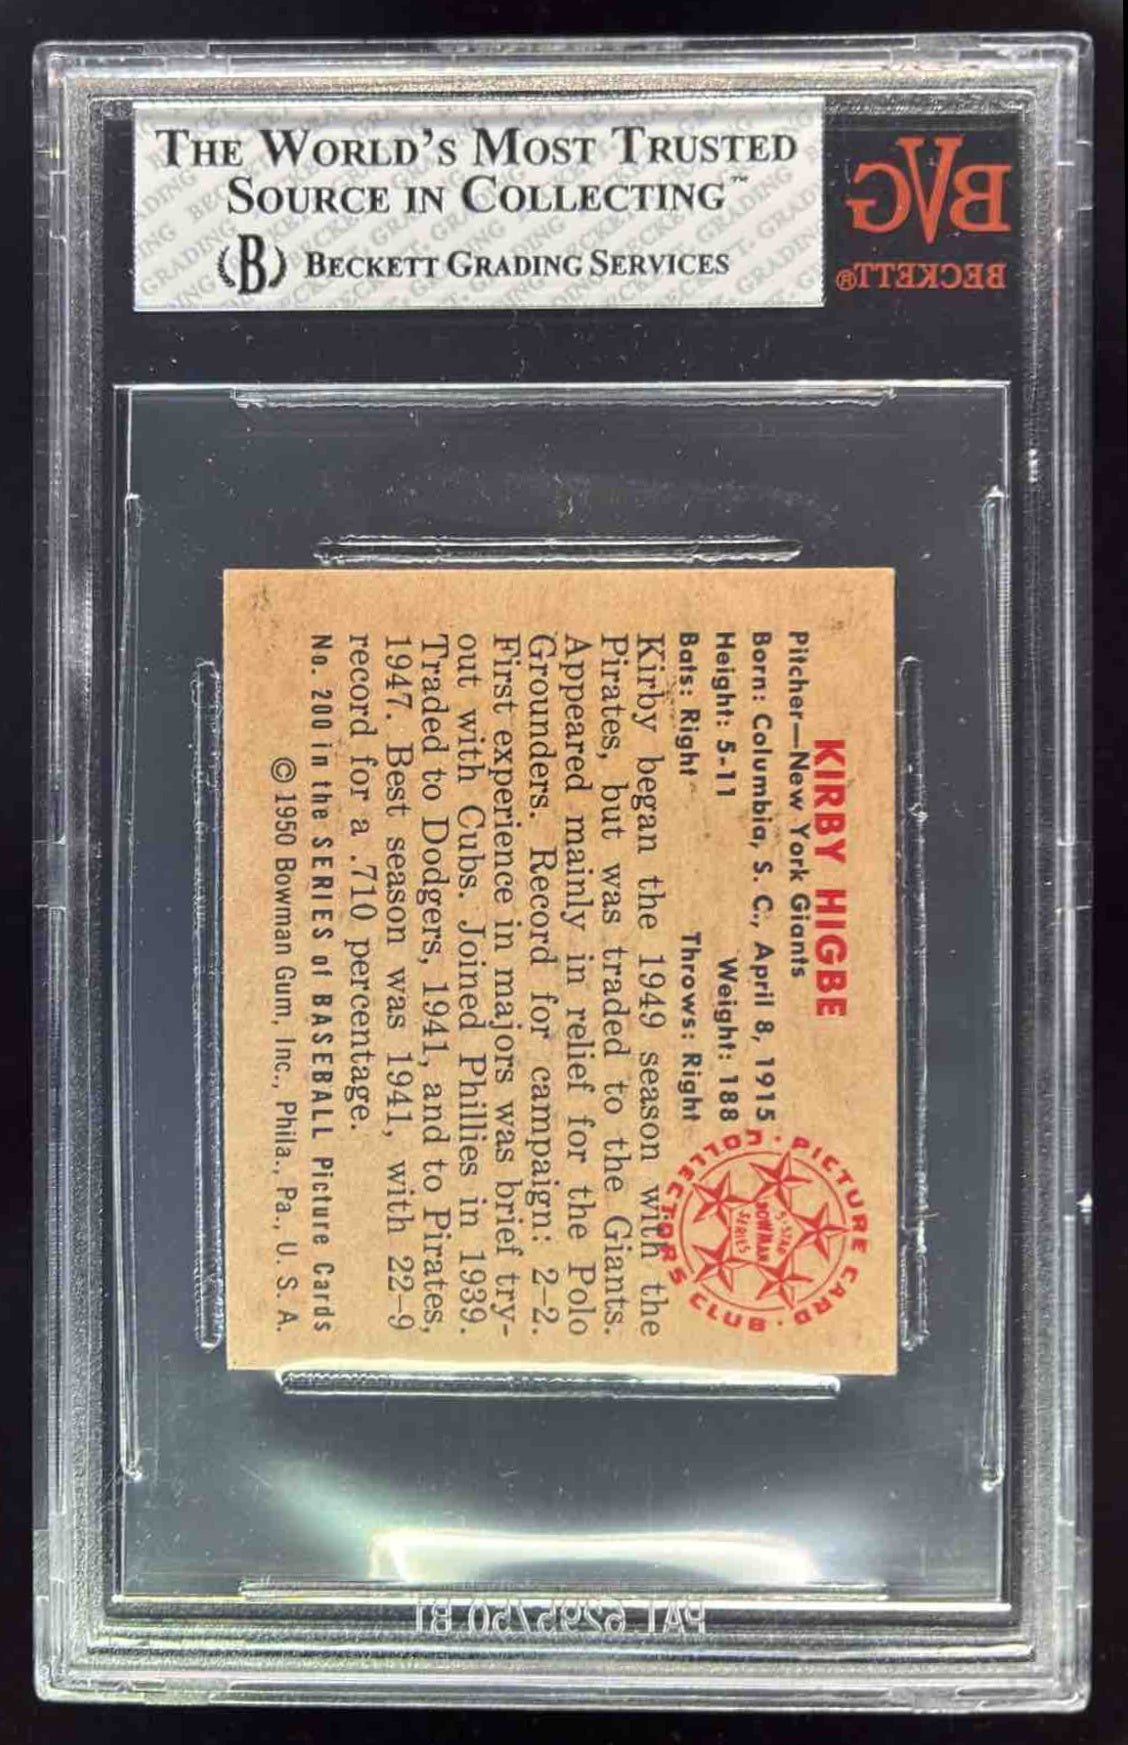 THE WORLD'S MOST TRUSTED
SOURCE IN COLLECTING™
(B) BECKETT GRADING SERVICES
BVG
BECKETT®
KIRBY HIGBE
Pitcher—New York Giants
Born: Columbia, S. C., April 8, 1915
Height: 5-11 Weight: 188
Bats: Right Throws: Right
Kirby began the 1949 season with the
Pirates, but was traded to the Giants.
Appeared mainly in relief for the Polo
Grounders. Record for campaign: 2-2.
First experience in majors was brief try-
out with Cubs. Joined Phillies in 1939.
Traded to Dodgers, 1941, and to Pirates,
1947. Best season was 1941, with 22-9
record for a .710 percentage.
No. 200 in the SERIES of BASEBALL Picture Cards
© 1950 Bowman Gum, Inc., Phila., Pa., U. S. A.
PICTURE CARD · COLLECTORS CLUB ·
5-STAR
BOWMAN
SERIES
PAT.